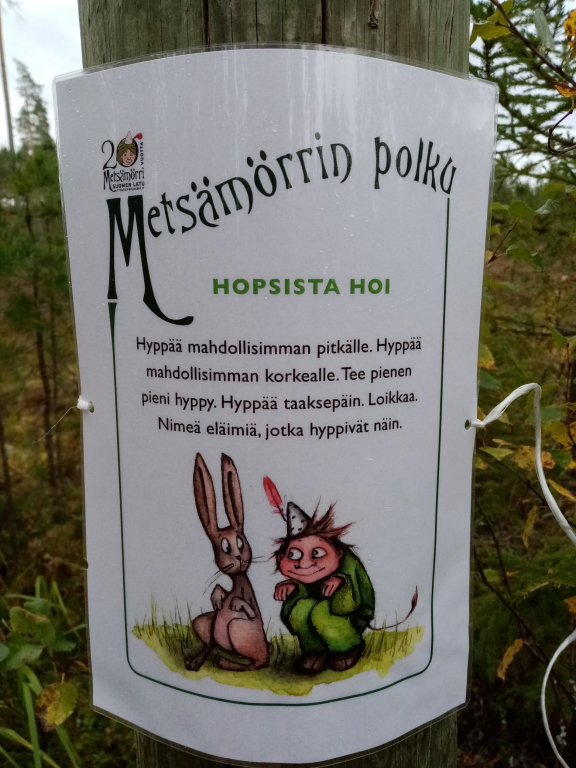 20 VUOTTA
Metsämörri
SUOMEN LATU
Metsämörrin polku
HOPSISTA HOI
Hyppää mahdollisimman pitkälle. Hyppää
mahdollisimman korkealle. Tee pienen
pieni hyppy. Hyppää taaksepäin. Loikkaa.
Nimeä eläimiä, jotka hyppivät näin.